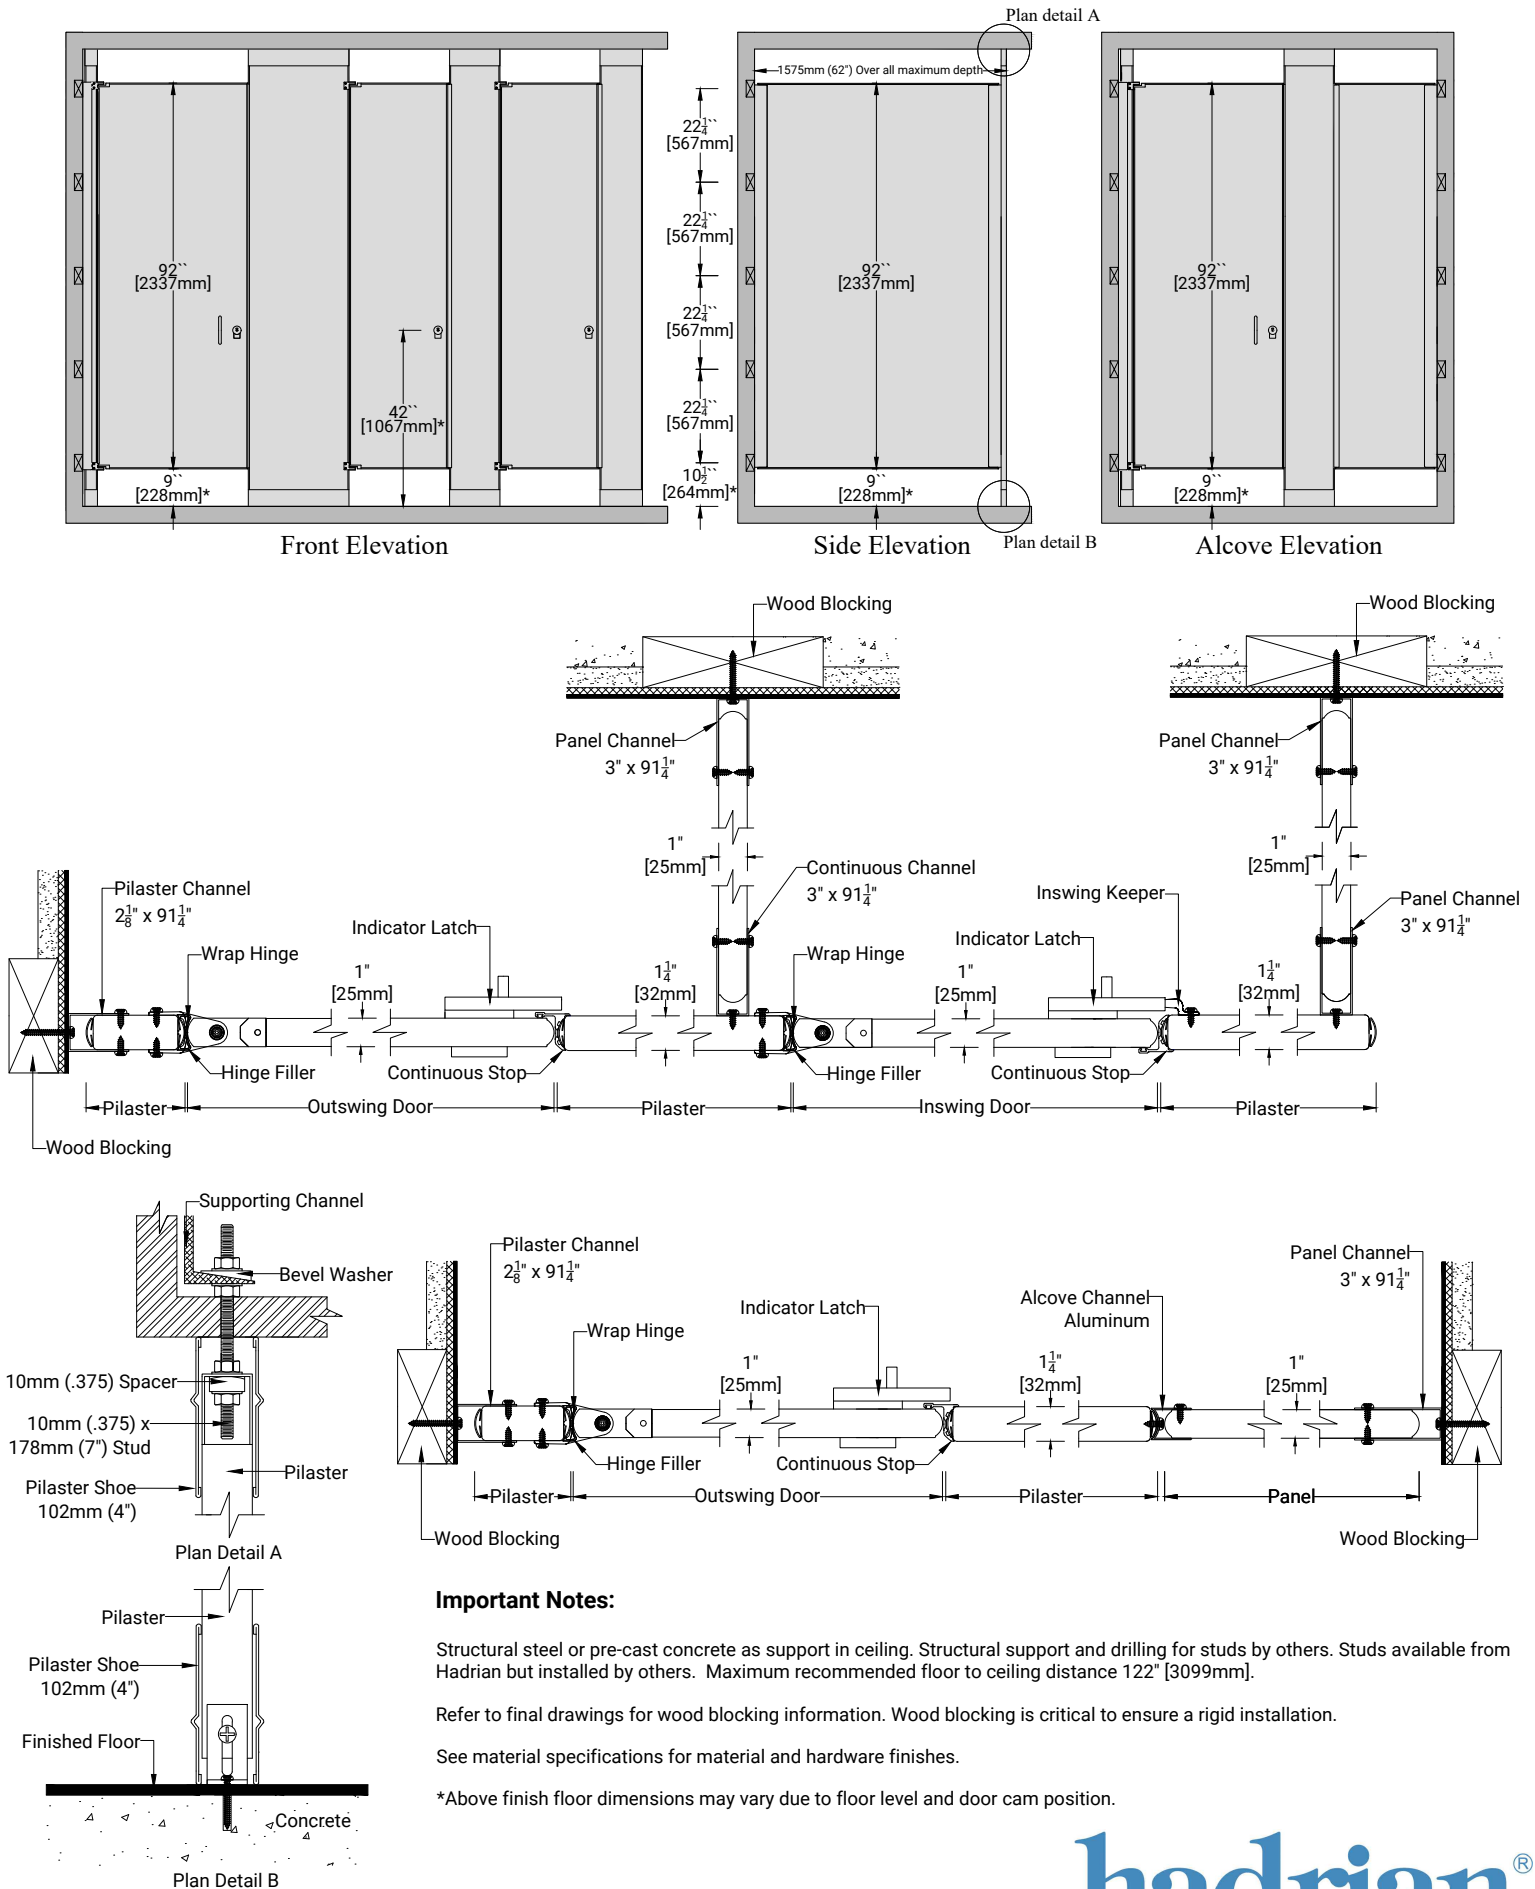 Plan detail A
1575mm (62") Over all maximum depth
22¼``
[567mm]
22¼``
[567mm]
22¼``
[567mm]
22¼``
[567mm]
10½``
[264mm]*
92``
[2337mm]
42``
[1067mm]*
9``
[228mm]*
92``
[2337mm]
9``
[228mm]*
92``
[2337mm]
9``
[228mm]*
Front Elevation
Side Elevation
Plan detail B
Alcove Elevation
Wood Blocking
Wood Blocking
Panel Channel
3" x 91¼"
Panel Channel
3" x 91¼"
1"
[25mm]
1"
[25mm]
Pilaster Channel
2⅛" x 91¼"
Continuous Channel
3" x 91¼"
Inswing Keeper
Panel Channel
3" x 91¼"
Indicator Latch
Indicator Latch
Wrap Hinge
Wrap Hinge
1"
[25mm]
1¼"
[32mm]
1"
[25mm]
1¼"
[32mm]
Hinge Filler
Continuous Stop
Hinge Filler
Continuous Stop
Pilaster
Outswing Door
Pilaster
Inswing Door
Pilaster
Wood Blocking
Supporting Channel
Bevel Washer
10mm (.375) Spacer
10mm (.375) x
178mm (7") Stud
Pilaster
Pilaster Shoe
102mm (4")
Plan Detail A
Pilaster Channel
2⅛" x 91¼"
Panel Channel
3" x 91¼"
Indicator Latch
Alcove Channel
Aluminum
Wrap Hinge
1"
[25mm]
1¼"
[32mm]
1"
[25mm]
Hinge Filler
Continuous Stop
Pilaster
Outswing Door
Pilaster
Panel
Wood Blocking
Wood Blocking
Pilaster
Pilaster Shoe
102mm (4")
Finished Floor
Concrete
Plan Detail B
Important Notes:
Structural steel or pre-cast concrete as support in ceiling. Structural support and drilling for studs by others. Studs available from
Hadrian but installed by others.  Maximum recommended floor to ceiling distance 122" [3099mm].
Refer to final drawings for wood blocking information. Wood blocking is critical to ensure a rigid installation.
See material specifications for material and hardware finishes.
*Above finish floor dimensions may vary due to floor level and door cam position.
hadrian®